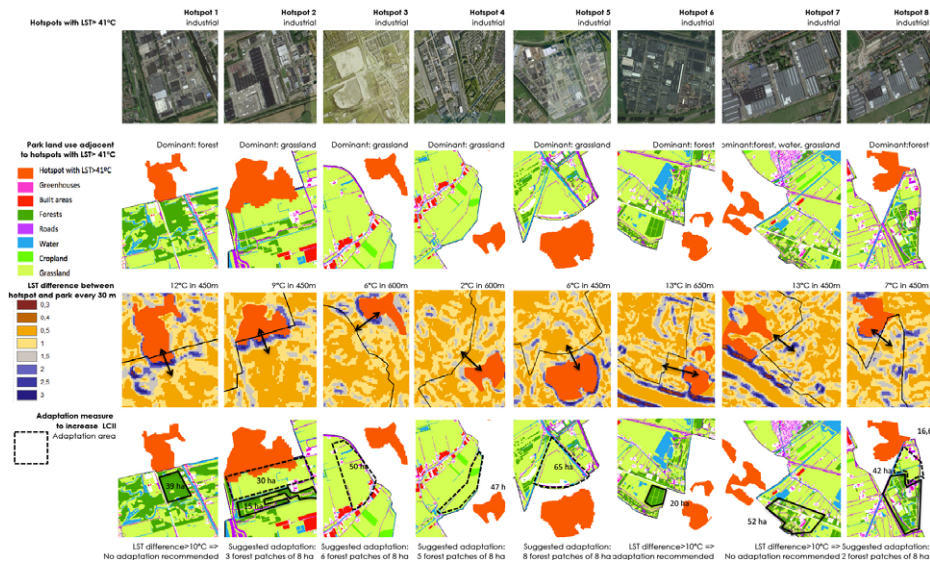 Hotspot 1 Hotspot 2 Hotspot 3 Hotspot 4 Hotspot 5 Hotspot 6 Hotspot 7 Hotspot 8
Hotspots with LST> 41°C industrial industrial industrial industrial industrial industrial industrial industrial
Park land use adjacent
to hotspots with LST> 41°C
Dominant: forest Dominant: grassland Dominant: grassland Dominant: grassland Dominant: grassland Dominant: forest ominant:forest, water, grassland Dominant:forest
Hotspot with LST>41°C
Greenhouses
Built areas
Forests
Roads
Water
Cropland
Grassland
LST difference between
hotspot and park every 30 m
12°C in 450m 9°C in 450m 6°C in 600m 2°C in 600m 6°C in 450m 13°C in 650m 13°C in 450m 7°C in 450m
0,3
0,4
0,5
1
1,5
2
2,5
3
Adaptation measure
to increase LCII
Adaptation area
39 ha
30 ha
15 ha
50 ha
47 h
65 ha
20 ha
52 ha
42 ha
16,6
LST difference>10°C => Suggested adaptation: Suggested adaptation: Suggested adaptation: Suggested adaptation: LST difference>10°C => LST difference>10°C => Suggested adaptation:
No adaptation recommended 3 forest patches of 8 ha 6 forest patches of 8 ha 5 forest patches of 8 ha 8 forest patches of 8 ha adaptation recommended No adaptation recommended 2 forest patches of 8 ha